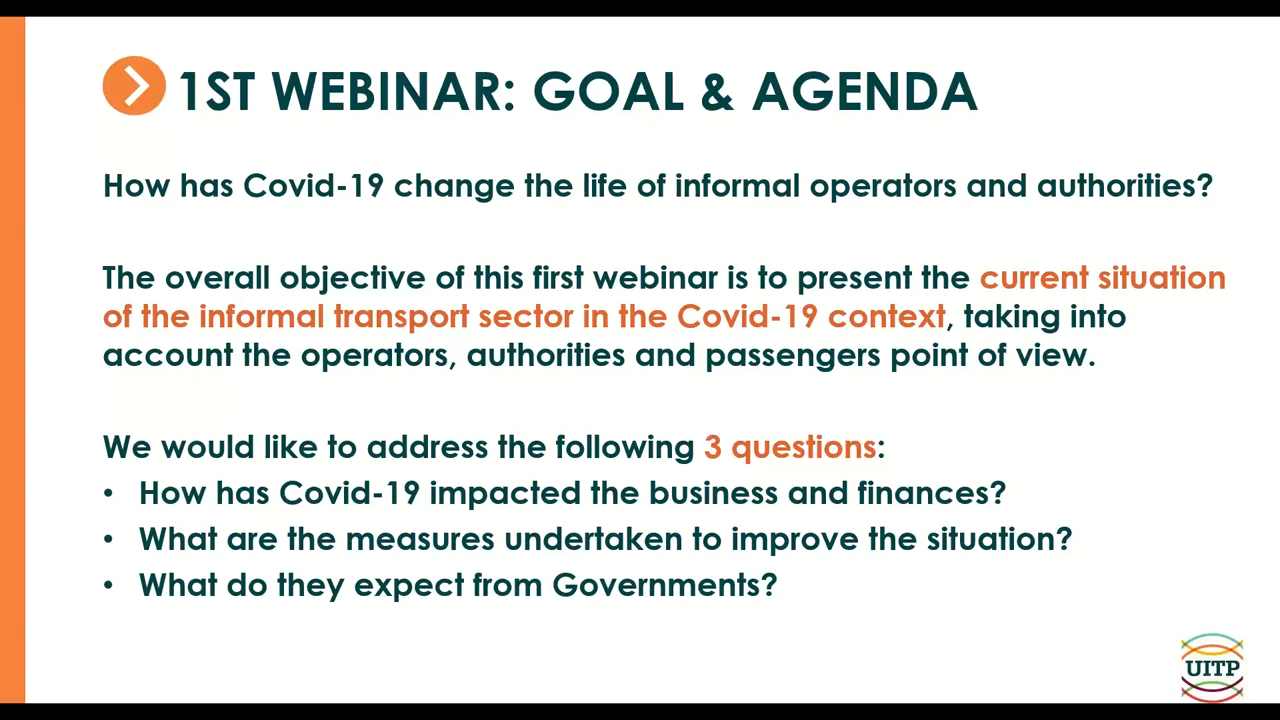 1ST WEBINAR: GOAL & AGENDA
How has Covid-19 change the life of informal operators and authorities?
The overall objective of this first webinar is to present the current situation
of the informal transport sector in the Covid-19 context, taking into
account the operators, authorities and passengers point of view.
We would like to address the following 3 questions:
• How has Covid-19 impacted the business and finances?
• What are the measures undertaken to improve the situation?
• What do they expect from Governments?
UITP